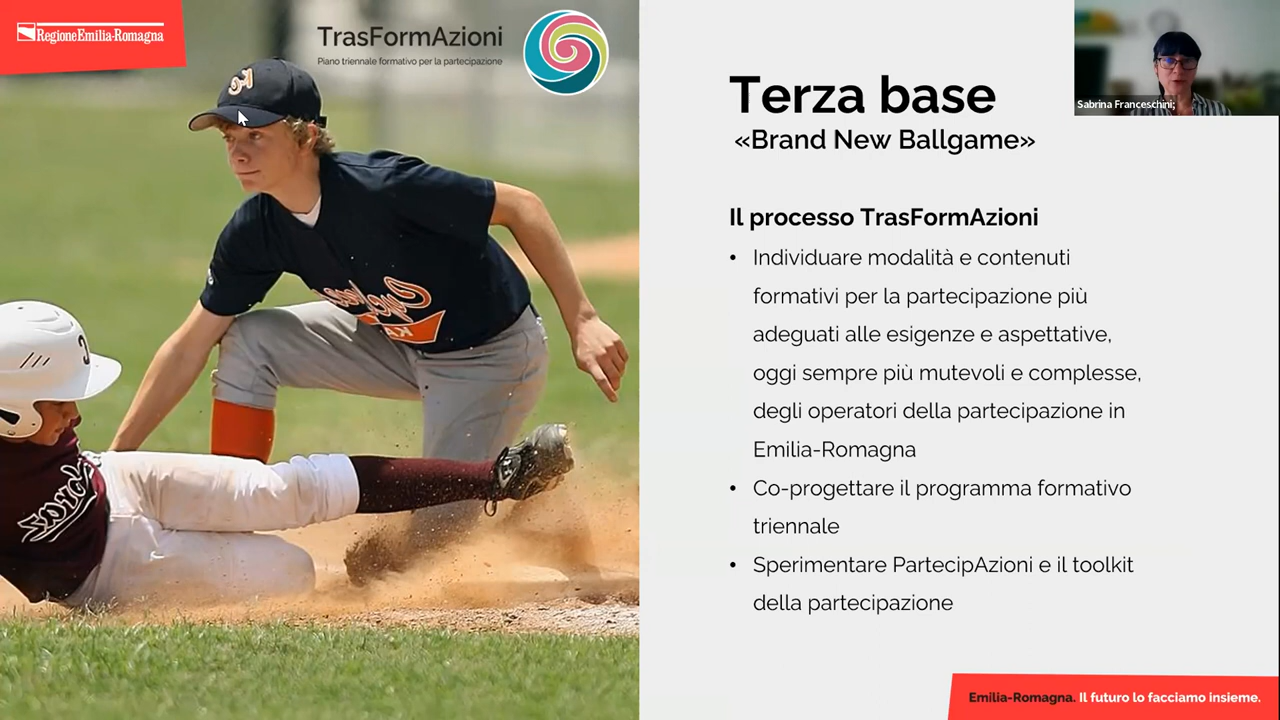 RegioneEmilia-Romagna
TrasFormAzioni
Piano triennale formativo per la partecipazione
Terza base
«Brand New Ballgame»
Sabrina Franceschini;
Il processo TrasFormAzioni
• Individuare modalità e contenuti
formativi per la partecipazione più
adeguati alle esigenze e aspettative,
oggi sempre più mutevoli e complesse,
degli operatori della partecipazione in
Emilia-Romagna
• Co-progettare il programma formativo
triennale
• Sperimentare PartecipAzioni e il toolkit
della partecipazione
Emilia-Romagna. Il futuro lo facciamo insieme.